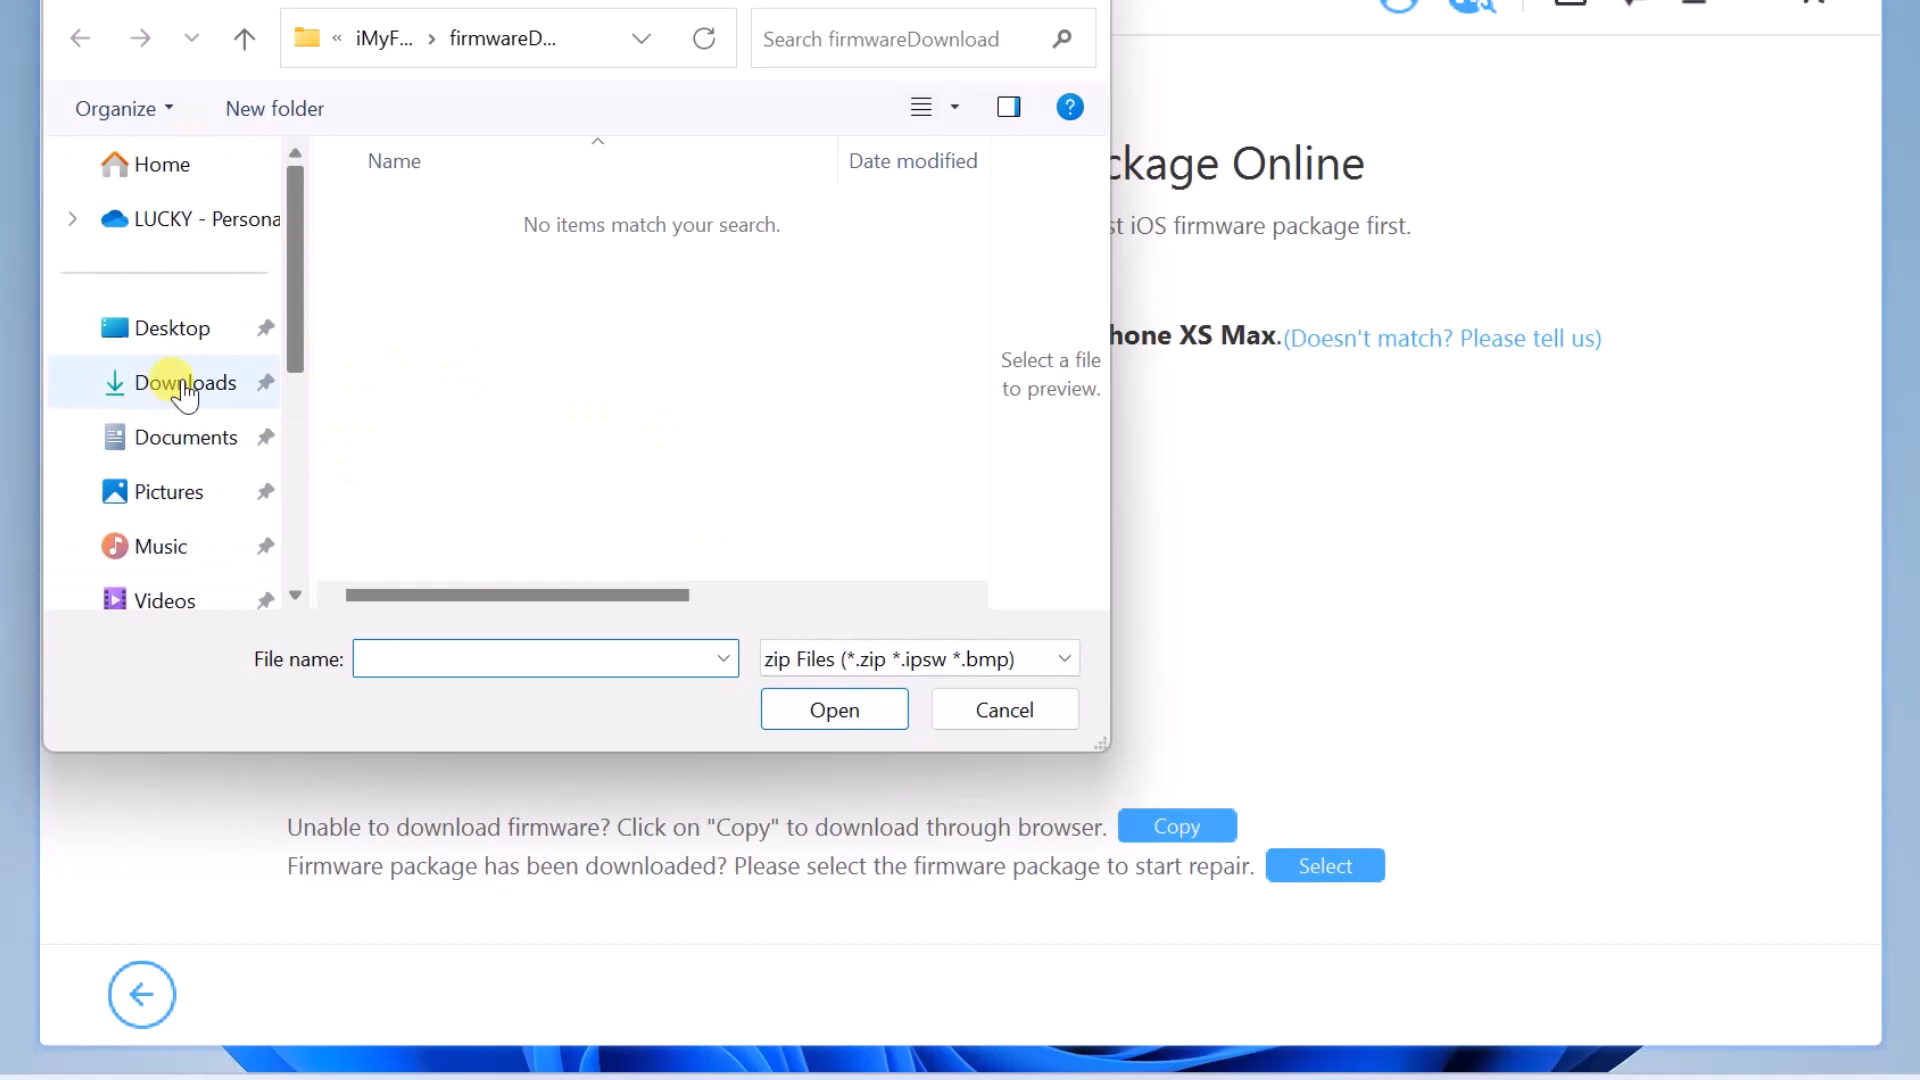 « iMyF... > firmwareD...
Search firmwareDownload
Organize
New folder
?
Home
Name
Date modified
LUCKY - Persona
No items match your search.
Desktop
Downloads
Documents
Pictures
Music
Videos
Select a file
to preview.
File name:
zip Files (*.zip *.ipsw *.bmp)
Open
Cancel
ckage Online
st iOS firmware package first.
hone XS Max.(Doesn't match? Please tell us)
Unable to download firmware? Click on "Copy" to download through browser.
Copy
Firmware package has been downloaded? Please select the firmware package to start repair.
Select